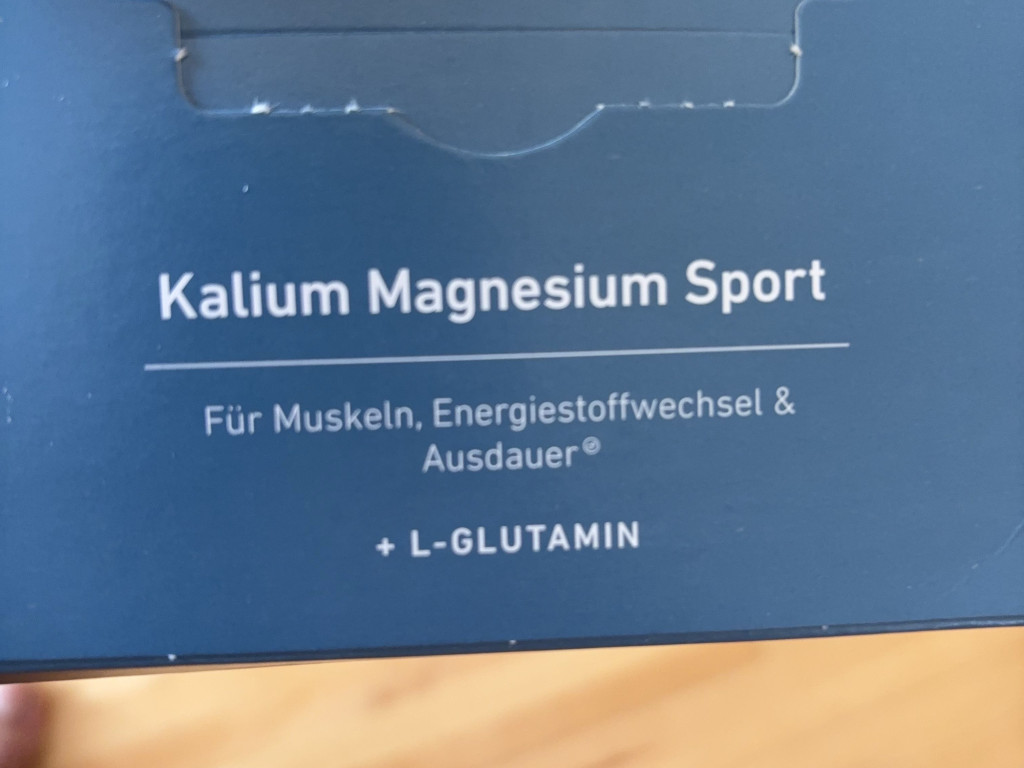 Kalium Magnesium Sport
Für Muskeln, Energiestoffwechsel &
Ausdauer
+ L-GLUTAMIN